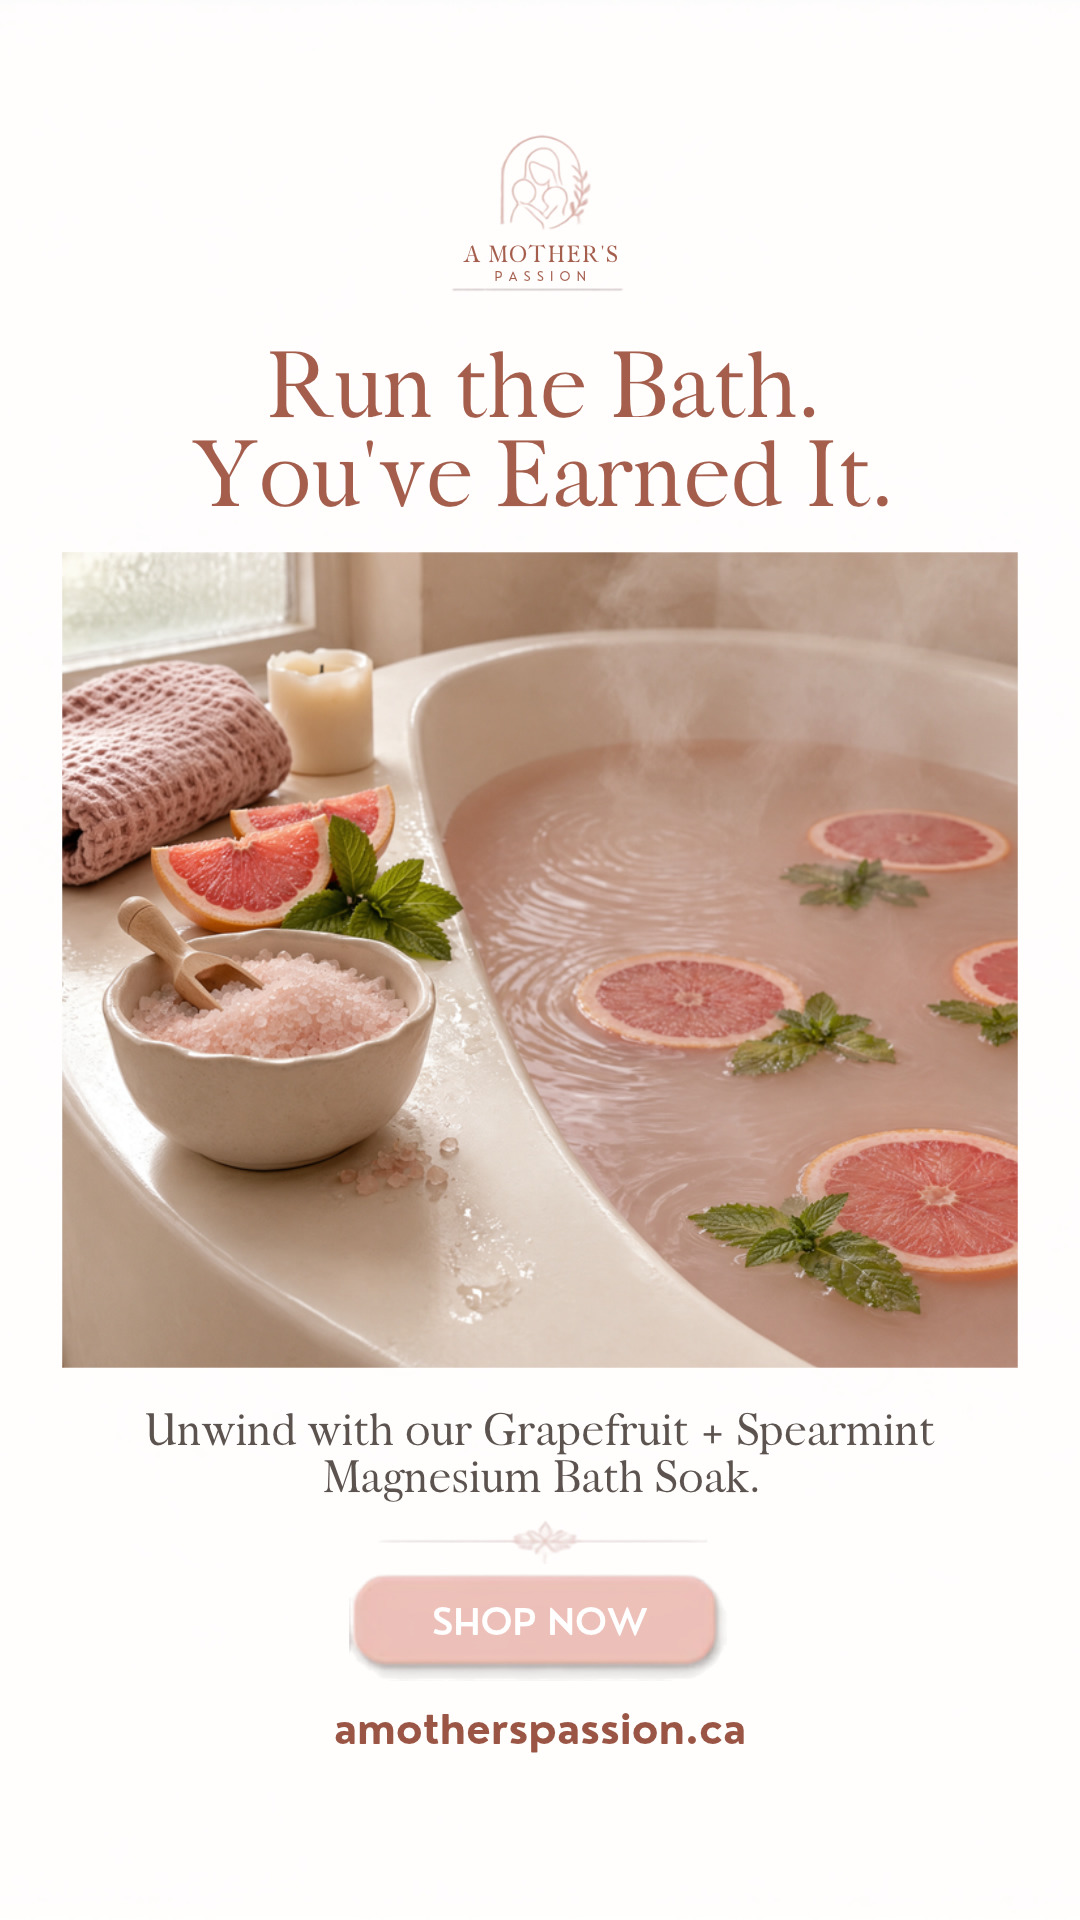 A MOTHER'S
PASSION
Run the Bath.
You've Earned It.
Unwind with our Grapefruit + Spearmint
Magnesium Bath Soak.
SHOP NOW
amotherspassion.ca